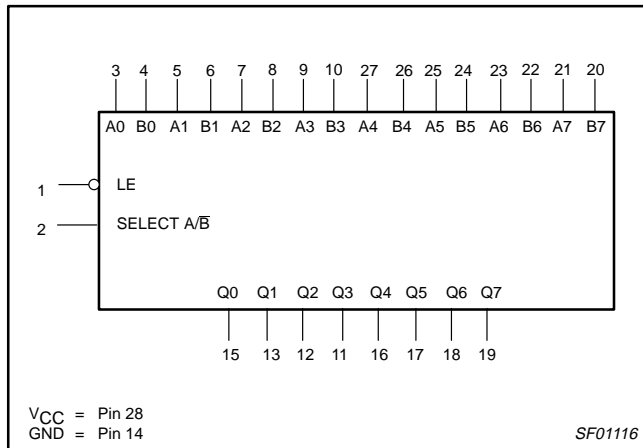 3 4 5 6 7 8 9 10 27 26 25 24 23 22 21 20
A0 B0 A1 B1 A2 B2 A3 B3 A4 B4 A5 B5 A6 B6 A7 B7
1 LE
2 SELECT A/B̅
Q0 Q1 Q2 Q3 Q4 Q5 Q6 Q7
15 13 12 11 16 17 18 19
VCC = Pin 28
GND = Pin 14
SF01116